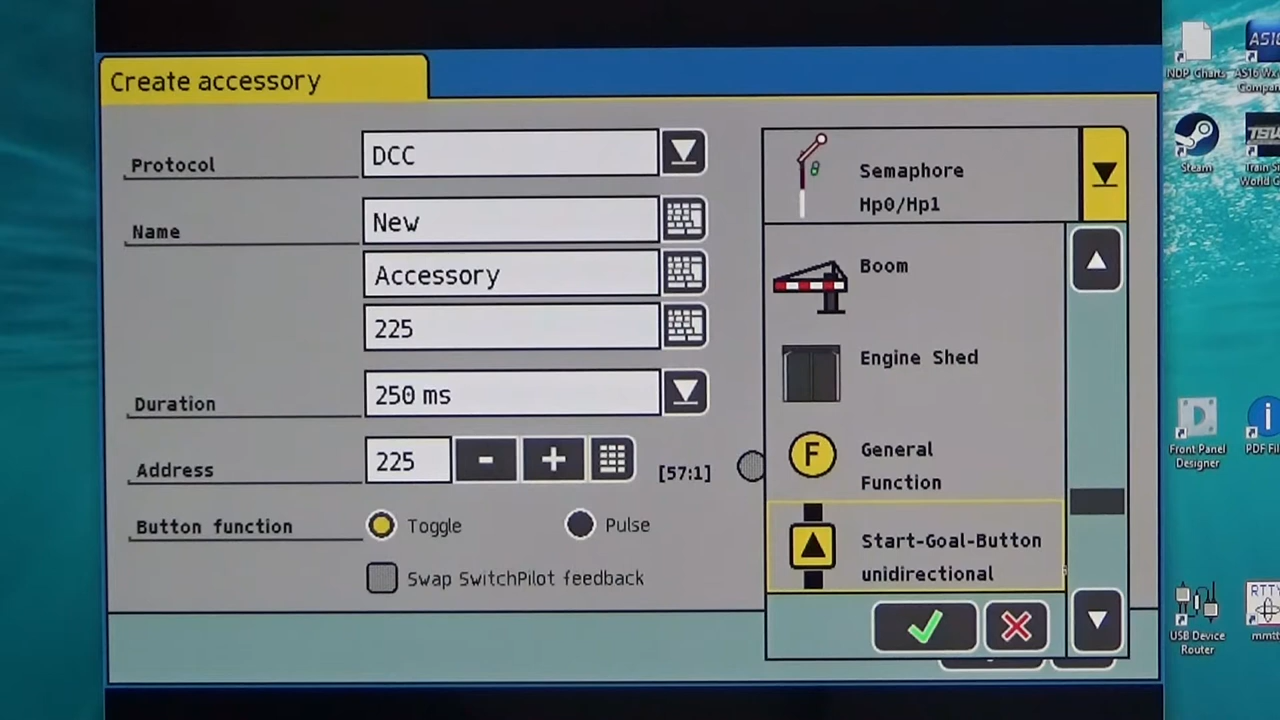 Create accessory
Protocol
DCC
Name
New
Accessory
225
Duration
250 ms
Address
225
-
+
[57:1]
Button function
Toggle
Pulse
Swap SwitchPilot feedback
Semaphore
Hp0/Hp1
Boom
Engine Shed
F
General
Function
Start-Goal-Button
unidirectional
Steam
Front Panel
Designer
USB Device
Router
RTTY